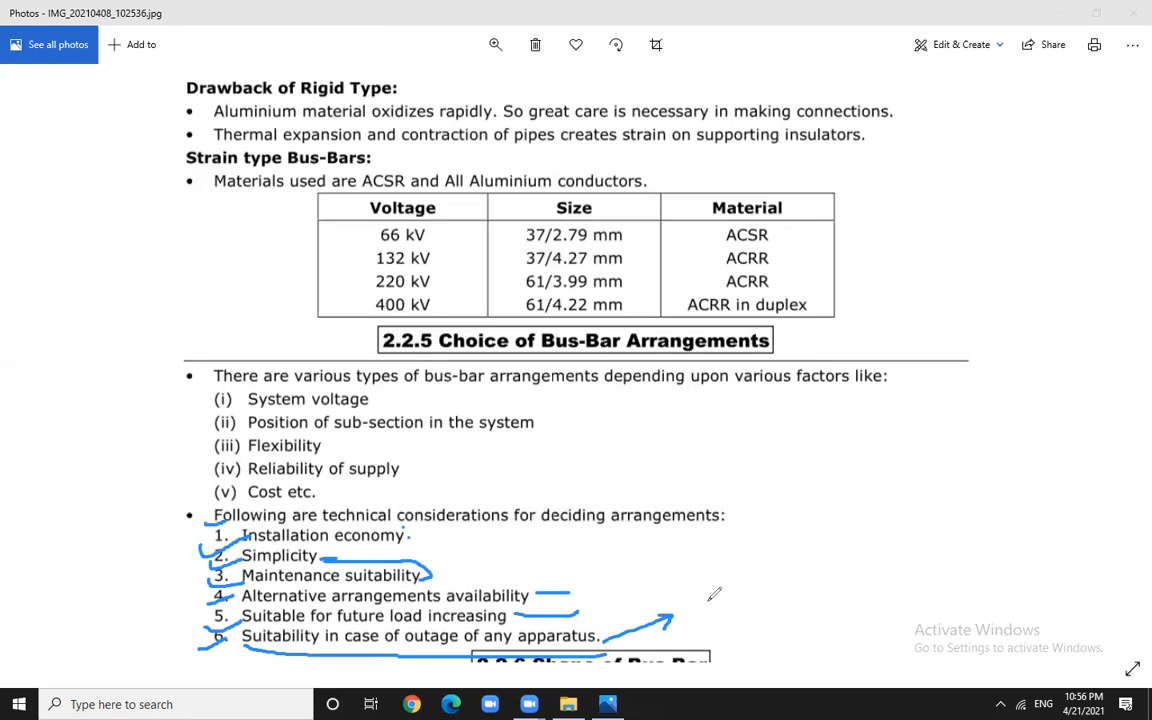 Photos - IMG_20210408_102536.jpg
See all photos + Add to Edit & Create Share
Drawback of Rigid Type:
• Aluminium material oxidizes rapidly. So great care is necessary in making connections.
• Thermal expansion and contraction of pipes creates strain on supporting insulators.
Strain type Bus-Bars:
• Materials used are ACSR and All Aluminium conductors.
Voltage Size Material
66 kV 37/2.79 mm ACSR
132 kV 37/4.27 mm ACRR
220 kV 61/3.99 mm ACRR
400 kV 61/4.22 mm ACRR in duplex
2.2.5 Choice of Bus-Bar Arrangements
• There are various types of bus-bar arrangements depending upon various factors like:
(i) System voltage
(ii) Position of sub-section in the system
(iii) Flexibility
(iv) Reliability of supply
(v) Cost etc.
• Following are technical considerations for deciding arrangements:
1. Installation economy
2. Simplicity
3. Maintenance suitability
4. Alternative arrangements availability
5. Suitable for future load increasing
6. Suitability in case of outage of any apparatus.
2.2.6 Shape of Bus-Bar
Activate Windows
Go to Settings to activate Windows.
Type here to search
ENG
10:56 PM
4/21/2021